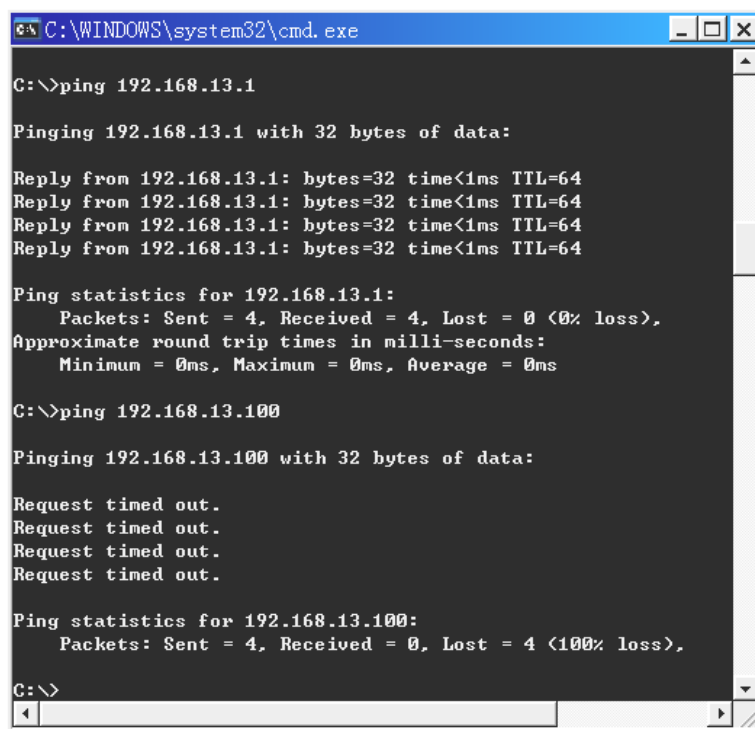 C:\WINDOWS\system32\cmd.exe
C:\>ping 192.168.13.1
Pinging 192.168.13.1 with 32 bytes of data:
Reply from 192.168.13.1: bytes=32 time<1ms TTL=64
Reply from 192.168.13.1: bytes=32 time<1ms TTL=64
Reply from 192.168.13.1: bytes=32 time<1ms TTL=64
Reply from 192.168.13.1: bytes=32 time<1ms TTL=64
Ping statistics for 192.168.13.1:
    Packets: Sent = 4, Received = 4, Lost = 0 (0% loss),
Approximate round trip times in milli-seconds:
    Minimum = 0ms, Maximum = 0ms, Average = 0ms
C:\>ping 192.168.13.100
Pinging 192.168.13.100 with 32 bytes of data:
Request timed out.
Request timed out.
Request timed out.
Request timed out.
Ping statistics for 192.168.13.100:
    Packets: Sent = 4, Received = 0, Lost = 4 (100% loss),
C:\>